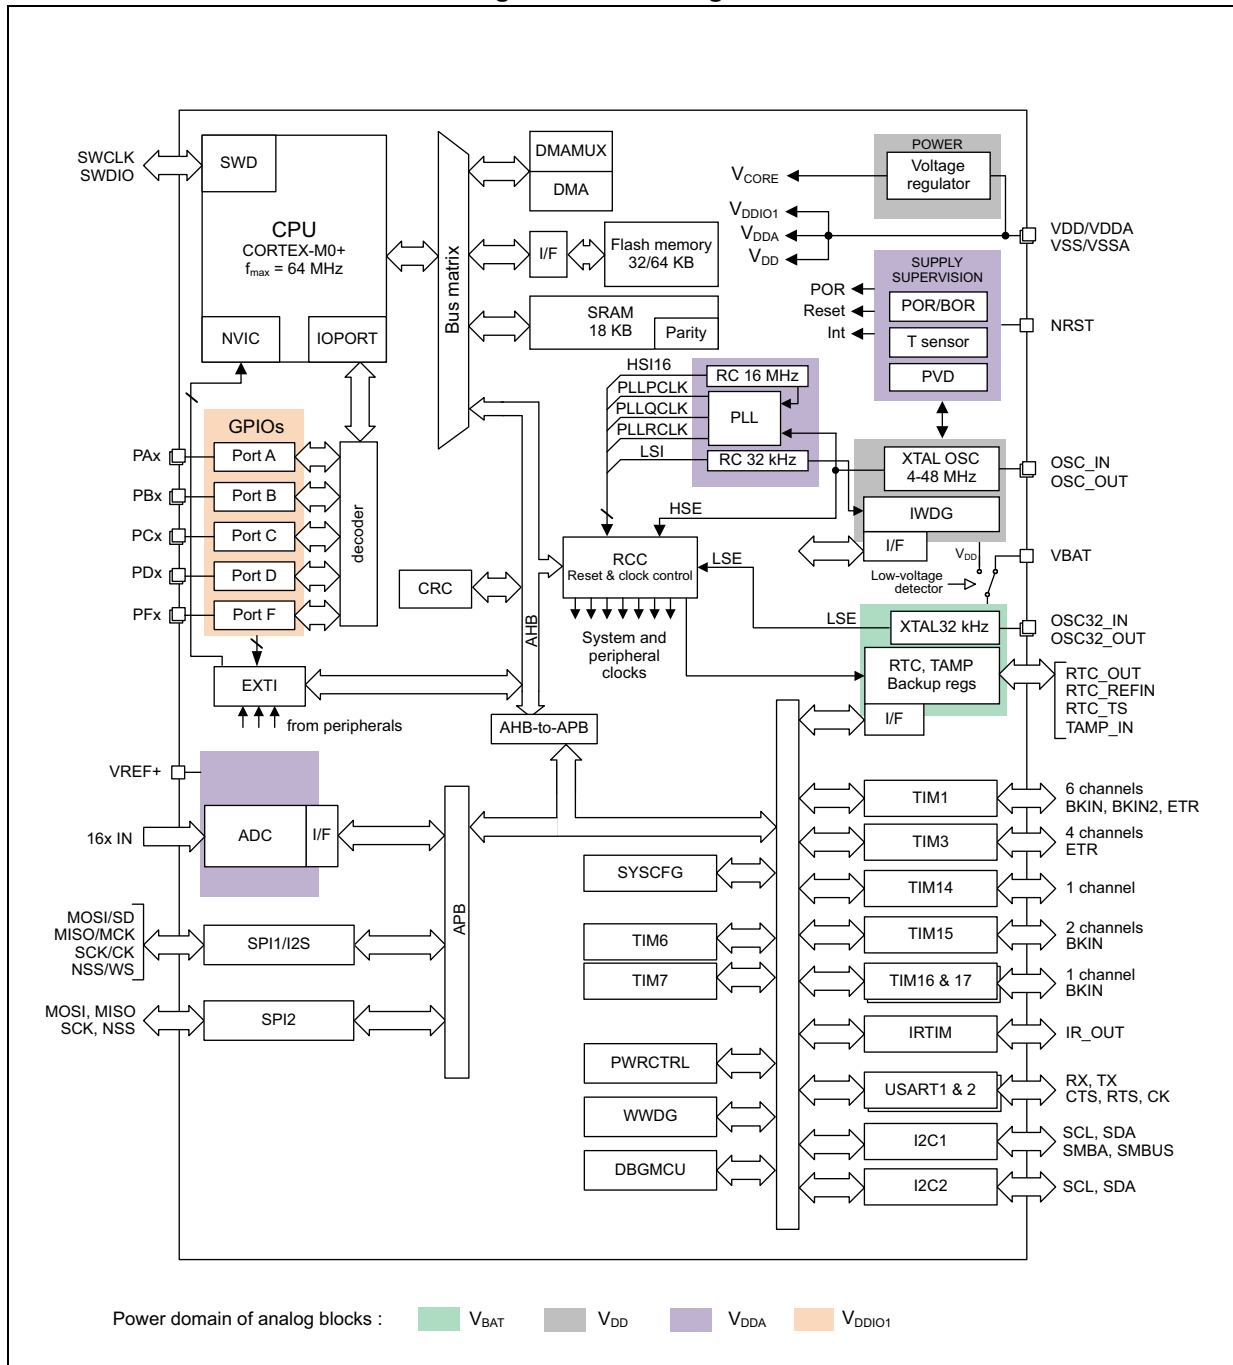 SWCLK
SWDIO
SWD
CPU
CORTEX-M0+
fmax = 64 MHz
NVIC
IOPORT
Bus matrix
DMAMUX
DMA
I/F
Flash memory
32/64 KB
SRAM
18 KB
Parity
POWER
Voltage
regulator
VCORE
VDDIO1
VDDA
VDD
VDD/VDDA
VSS/VSSA
SUPPLY
SUPERVISION
POR
Reset
Int
POR/BOR
T sensor
PVD
NRST
HSI16
PLLPCLK
PLLQCLK
PLLRCLK
LSI
RC 16 MHz
PLL
RC 32 kHz
GPIOs
PAx
Port A
PBx
Port B
PCx
Port C
PDx
Port D
PFx
Port F
decoder
XTAL OSC
4-48 MHz
OSC_IN
OSC_OUT
IWDG
I/F
HSE
RCC
Reset & clock control
LSE
VDD
VBAT
Low-voltage
detector
CRC
AHB
System and
peripheral
clocks
LSE
XTAL32 kHz
OSC32_IN
OSC32_OUT
RTC, TAMP
Backup regs
I/F
RTC_OUT
RTC_REFIN
RTC_TS
TAMP_IN
EXTI
from peripherals
AHB-to-APB
VREF+
16x IN
ADC
I/F
APB
MOSI/SD
MISO/MCK
SCK/CK
NSS/WS
SPI1/I2S
MOSI, MISO
SCK, NSS
SPI2
SYSCFG
TIM6
TIM7
PWRCTRL
WWDG
DBGMCU
TIM1
6 channels
BKIN, BKIN2, ETR
TIM3
4 channels
ETR
TIM14
1 channel
TIM15
2 channels
BKIN
TIM16 & 17
1 channel
BKIN
IRTIM
IR_OUT
USART1 & 2
RX, TX
CTS, RTS, CK
I2C1
SCL, SDA
SMBA, SMBUS
I2C2
SCL, SDA
Power domain of analog blocks :
VBAT
VDD
VDDA
VDDIO1